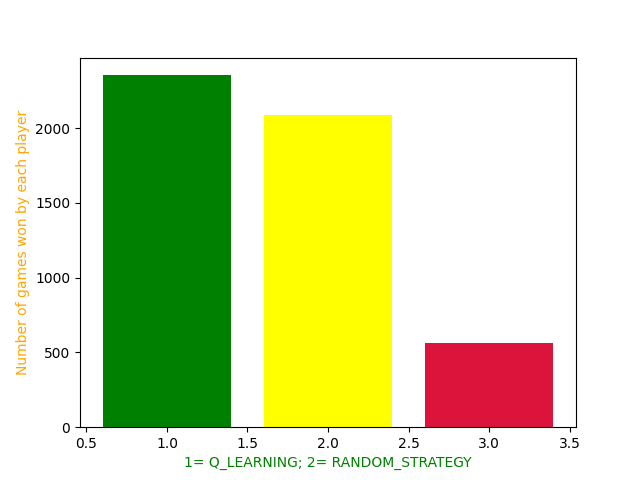 Number of games won by each player
2000
1500
1000
500
0
0.5 1.0 1.5 2.0 2.5 3.0 3.5
1= Q_LEARNING; 2= RANDOM_STRATEGY